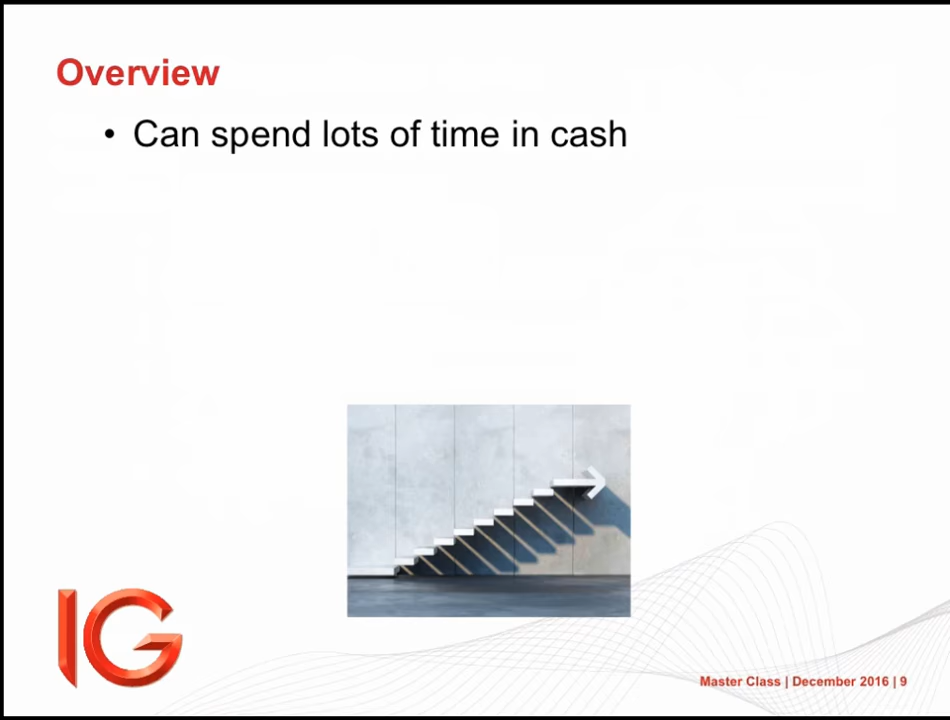 Overview
• Can spend lots of time in cash
IG
Master Class | December 2016 | 9